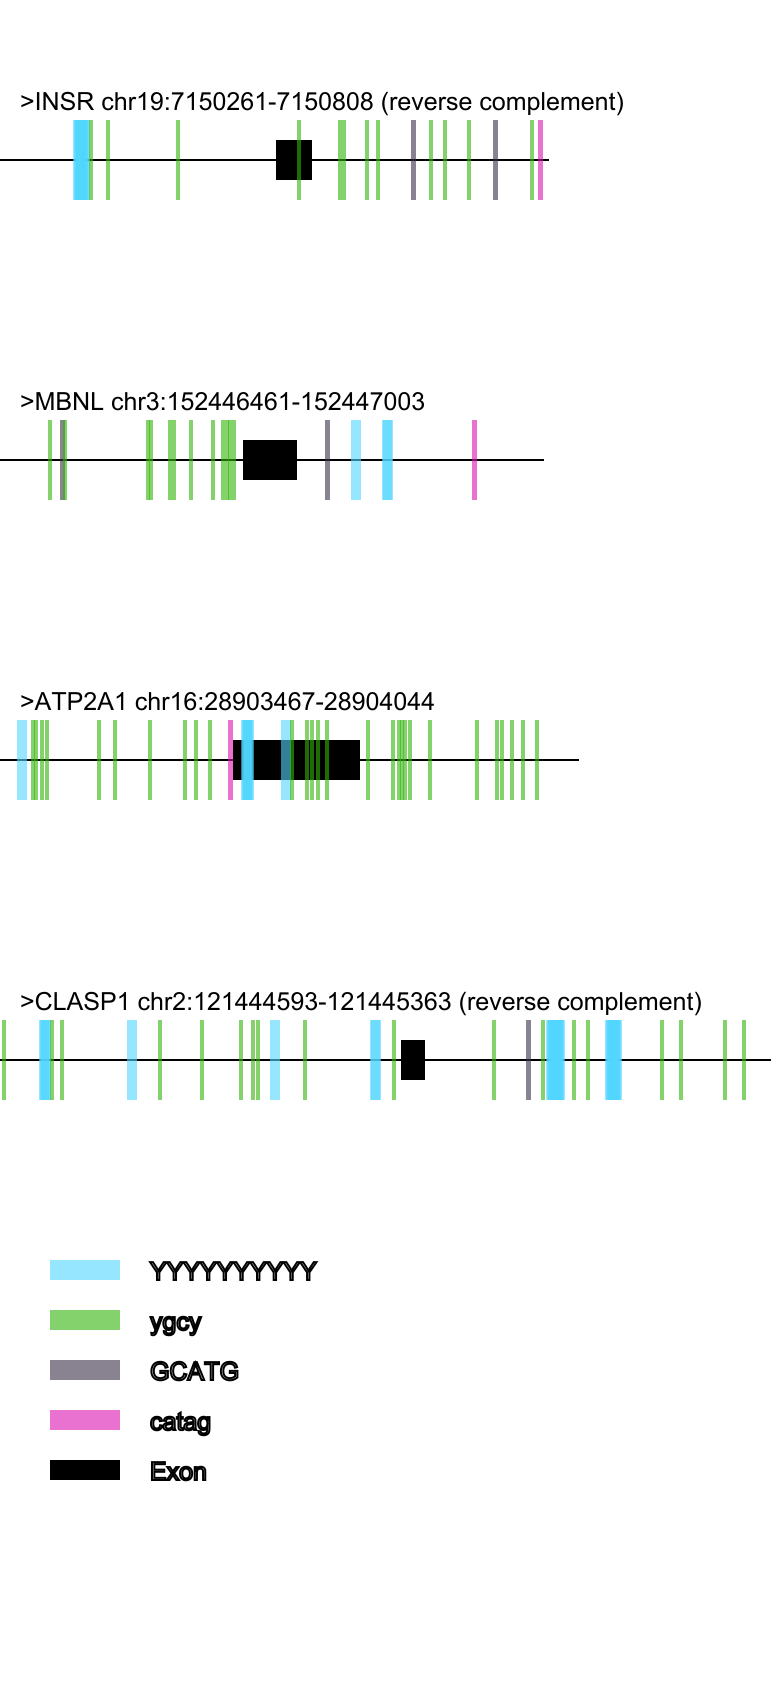 >INSR chr19:7150261-7150808 (reverse complement)
>MBNL chr3:152446461-152447003
>ATP2A1 chr16:28903467-28904044
>CLASP1 chr2:121444593-121445363 (reverse complement)
YYYYYYYYYY
ygcy
GCATG
catag
Exon